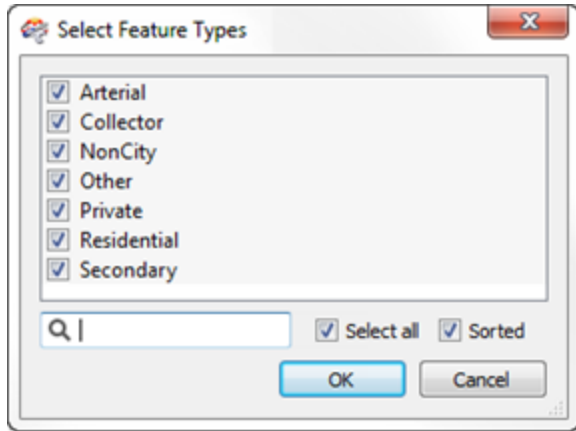 Select Feature Types
Arterial
Collector
NonCity
Other
Private
Residential
Secondary
Select all Sorted
OK Cancel